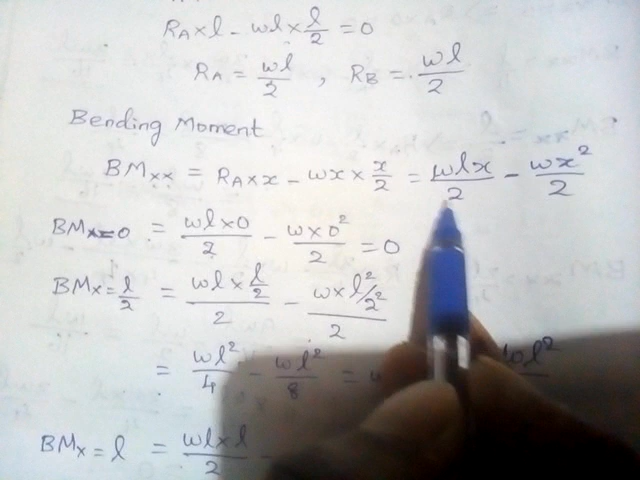 RA×l - wl×l/2 = 0
RA = wl/2 , RB = wl/2
Bending Moment
BMxx = RA×x - wx×x/2 = wlx/2 - wx²/2
BMx=0 = wl×0/2 - w×0²/2 = 0
BMx=l/2 = wl×l/2/2 - w×l²/2²/2
= wl²/4 - wl²/8 =
BMx=l = wl×l/2